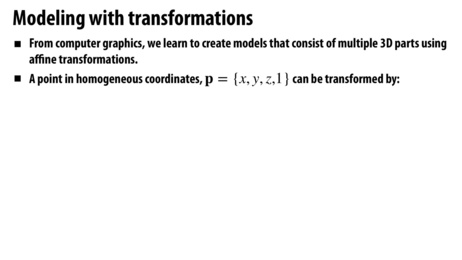 Modeling with transformations
■ From computer graphics, we learn to create models that consist of multiple 3D parts using
affine transformations.
■ A point in homogeneous coordinates, p = {x, y, z,1} can be transformed by: